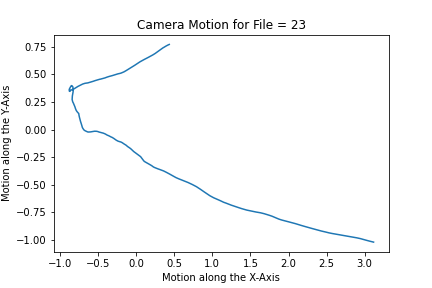 Camera Motion for File = 23
Motion along the Y-Axis
0.75
0.50
0.25
0.00
−0.25
−0.50
−0.75
−1.00
−1.0 −0.5 0.0 0.5 1.0 1.5 2.0 2.5 3.0
Motion along the X-Axis